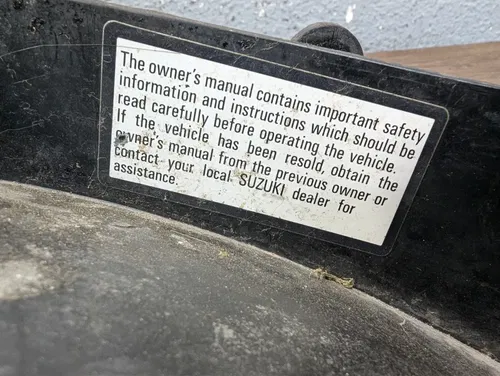 The owner's manual contains important safety
information and instructions which should be
read carefully before operating the vehicle.
If the vehicle has been resold, obtain the
owner's manual from the previous owner or
contact your local SUZUKI dealer for
assistance.